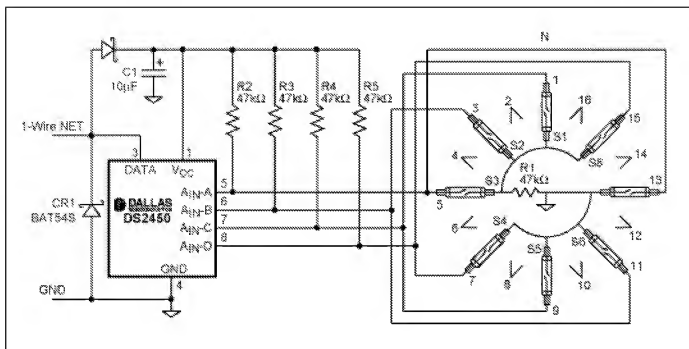 N
C1
10µF
R2
47kΩ
R3
47kΩ
R4
47kΩ
R5
47kΩ
1
2
16
3
15
S1
S2
S8
4
14
1-Wire NET
3
1
DATA
VCC
R1
47kΩ
S3
5
13
5
AIN-A
6
AIN-B
7
AIN-C
8
AIN-D
DALLAS
DS2450
CR1
BAT54S
S4
S5
S6
6
12
7
8
9
10
11
GND
4
GND